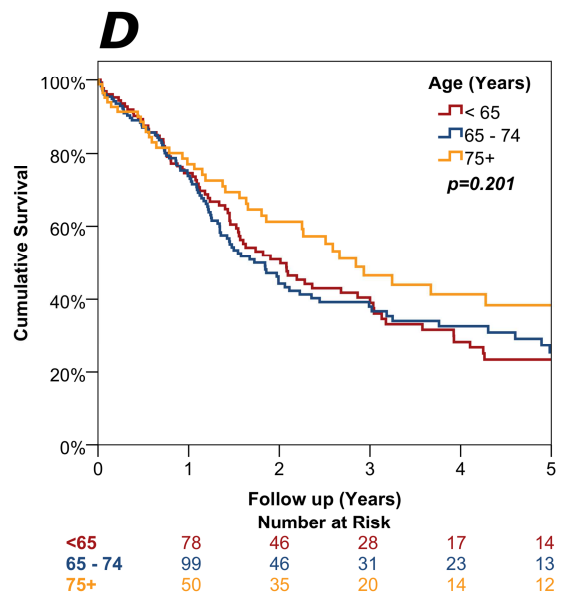 D
100%
80%
60%
40%
20%
0%
Cumulative Survival
Age (Years)
< 65
65 - 74
75+
p=0.201
0 1 2 3 4 5
Follow up (Years)
Number at Risk
<65 78 46 28 17 14
65 - 74 99 46 31 23 13
75+ 50 35 20 14 12